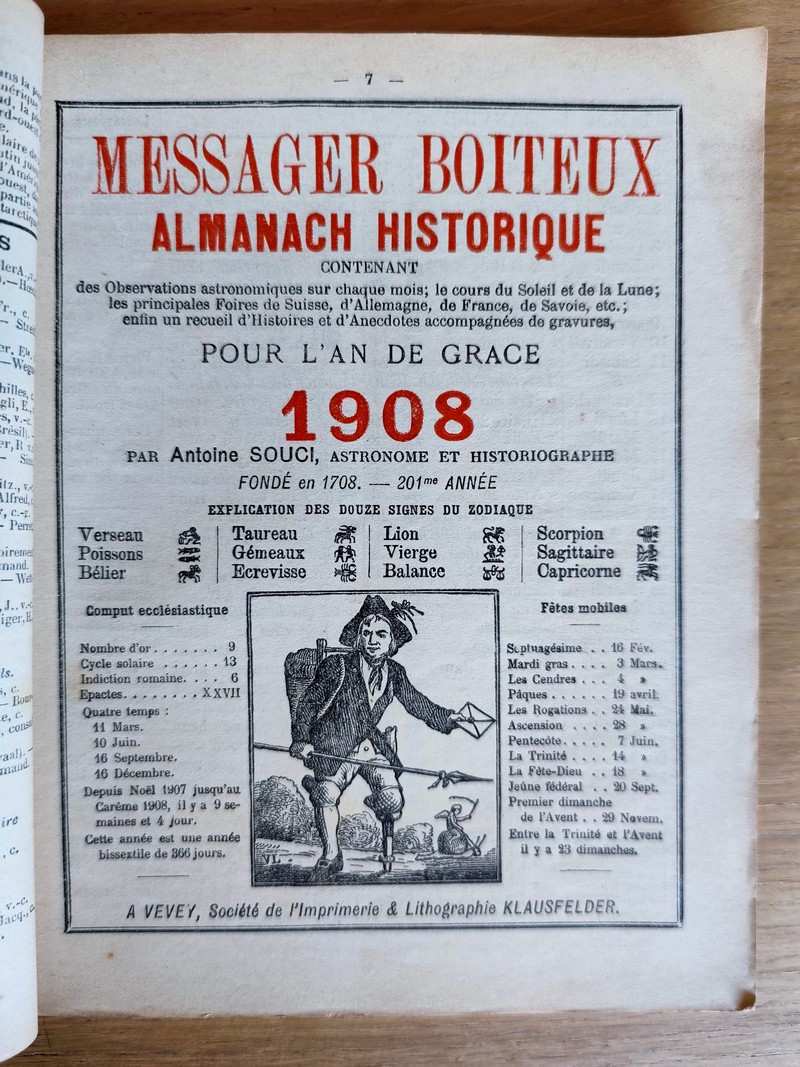 — 7 —
MESSAGER BOITEUX
ALMANACH HISTORIQUE
CONTENANT
des Observations astronomiques sur chaque mois; le cours du Soleil et de la Lune;
les principales Foires de Suisse, d'Allemagne, de France, de Savoie, etc.;
enfin un recueil d'Histoires et d'Anecdotes accompagnées de gravures,
POUR L'AN DE GRACE
1908
PAR Antoine SOUCI, ASTRONOME ET HISTORIOGRAPHE
FONDÉ en 1708. — 201me ANNÉE
EXPLICATION DES DOUZE SIGNES DU ZODIAQUE
Verseau
Poissons
Bélier
Taureau
Gémeaux
Ecrevisse
Lion
Vierge
Balance
Scorpion
Sagittaire
Capricorne
Comput ecclésiastique
Nombre d'or....... 9
Cycle solaire ...... 13
Indiction romaine.... 6
Epactes........ XXVII
Quatre temps :
11 Mars.
10 Juin.
16 Septembre.
16 Décembre.
Depuis Noël 1907 jusqu'au
Carême 1908, il y a 9 se-
maines et 4 jour.
Cette année est une année
bissextile de 366 jours.
VL
Fêtes mobiles
Septuagésime .. 16 Fév.
Mardi gras .... 3 Mars.
Les Cendres ... 4 »
Pâques ...... 19 avril.
Les Rogations .. 24 Mai.
Ascension .... 28 »
Pentecôte..... 7 Juin.
La Trinité .... 14 »
La Fête-Dieu .. 18 »
Jeûne fédéral .. 20 Sept.
Premier dimanche
de l'Avent .. 29 Novem.
Entre la Trinité et l'Avent
il y a 23 dimanches.
A VEVEY, Société de l'Imprimerie & Lithographie KLAUSFELDER.